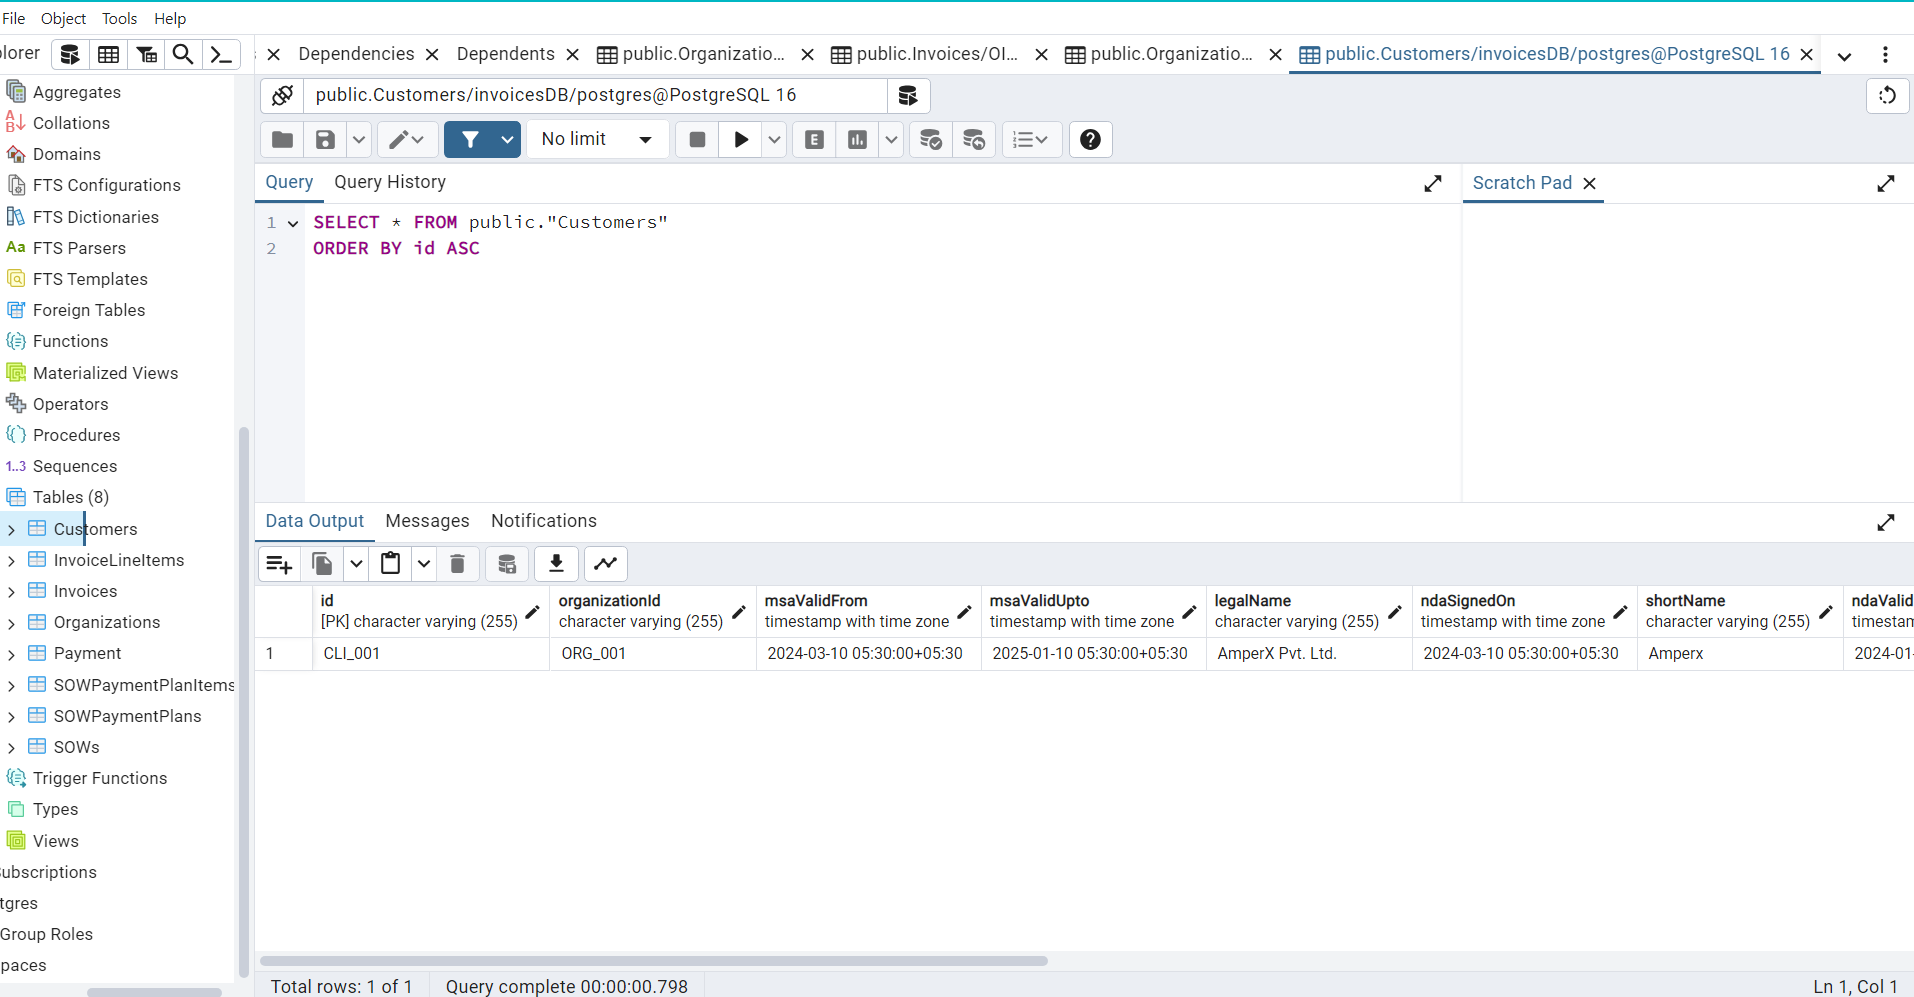 File Object Tools Help
lorer
Dependencies Dependents public.Organizatio... public.Invoices/OI... public.Organizatio... public.Customers/invoicesDB/postgres@PostgreSQL 16
public.Customers/invoicesDB/postgres@PostgreSQL 16
No limit
E
Query Query History
Scratch Pad
1 SELECT * FROM public."Customers"
2 ORDER BY id ASC
Aggregates
Collations
Domains
FTS Configurations
FTS Dictionaries
Aa FTS Parsers
FTS Templates
Foreign Tables
Functions
Materialized Views
Operators
Procedures
1..3 Sequences
Tables (8)
Customers
InvoiceLineItems
Invoices
Organizations
Payment
SOWPaymentPlanItems
SOWPaymentPlans
SOWs
Trigger Functions
Types
Views
ubscriptions
tgres
Group Roles
paces
Data Output Messages Notifications
id organizationId msaValidFrom msaValidUpto legalName ndaSignedOn shortName ndaValid
[PK] character varying (255) character varying (255) timestamp with time zone timestamp with time zone character varying (255) timestamp with time zone character varying (255) timestam
1 CLI_001 ORG_001 2024-03-10 05:30:00+05:30 2025-01-10 05:30:00+05:30 AmperX Pvt. Ltd. 2024-03-10 05:30:00+05:30 Amperx 2024-01-
Total rows: 1 of 1 Query complete 00:00:00.798 Ln 1, Col 1